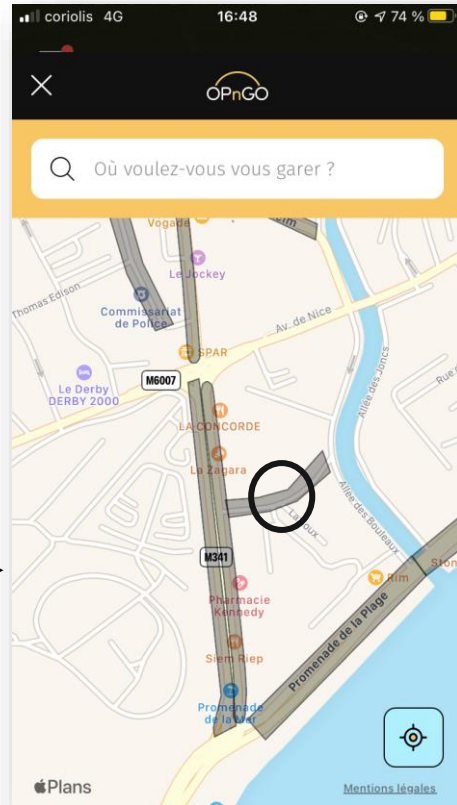 coriolis 4G 16:48 74 %
OPnGO
Où voulez-vous vous garer ?
Vogade
Le Jockey
Thomas Edison
Commissariat
de Police
Av. de Nice
SPAR
M6007
Le Derby
DERBY 2000
Allée des Joncs
LA CONCORDE
La Zagara
Allée des Bouleaux
M341
Rim
Pharmacie
Kennedy
Promenade de la Plage
Siem Riep
Promenade
de la Mer
Plans
Mentions légales